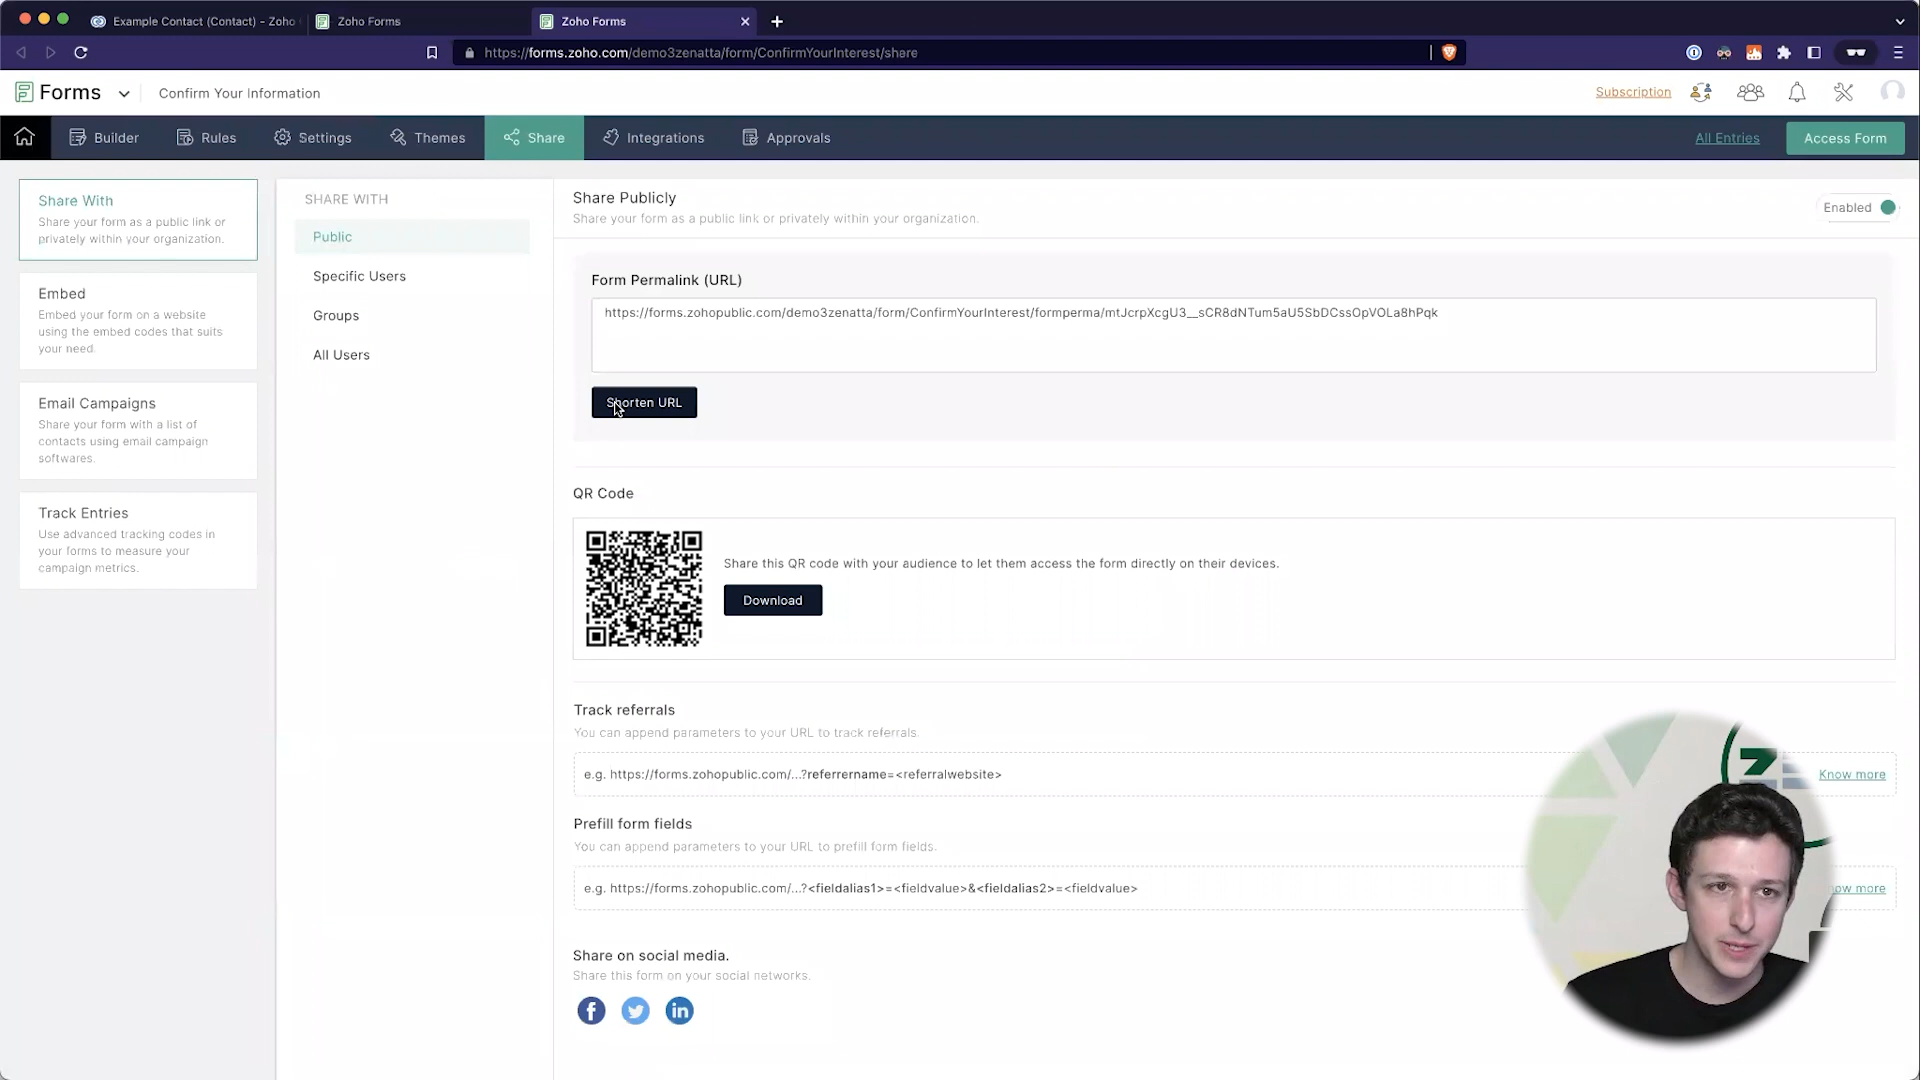 Example Contact (Contact) - Zoho
Zoho Forms
Zoho Forms
https://forms.zoho.com/demo3zenatta/form/ConfirmYourInterest/share
Forms
Confirm Your Information
Subscription
Builder
Rules
Settings
Themes
Share
Integrations
Approvals
All Entries
Access Form
Share With
Share your form as a public link or
privately within your organization.
Embed
Embed your form on a website
using the embed codes that suits
your need.
Email Campaigns
Share your form with a list of
contacts using email campaign
softwares.
Track Entries
Use advanced tracking codes in
your forms to measure your
campaign metrics.
SHARE WITH
Public
Specific Users
Groups
All Users
Share Publicly
Share your form as a public link or privately within your organization.
Enabled
Form Permalink (URL)
https://forms.zohopublic.com/demo3zenatta/form/ConfirmYourInterest/formperma/mtJcrpXcgU3__sCR8dNTum5aU5SbDCssOpVOLa8hPqk
Shorten URL
QR Code
Share this QR code with your audience to let them access the form directly on their devices.
Download
Track referrals
You can append parameters to your URL to track referrals.
e.g. https://forms.zohopublic.com/...?referrername=<referralwebsite>
Know more
Prefill form fields
You can append parameters to your URL to prefill form fields.
e.g. https://forms.zohopublic.com/...?<fieldalias1>=<fieldvalue>&<fieldalias2>=<fieldvalue>
more
Share on social media.
Share this form on your social networks.